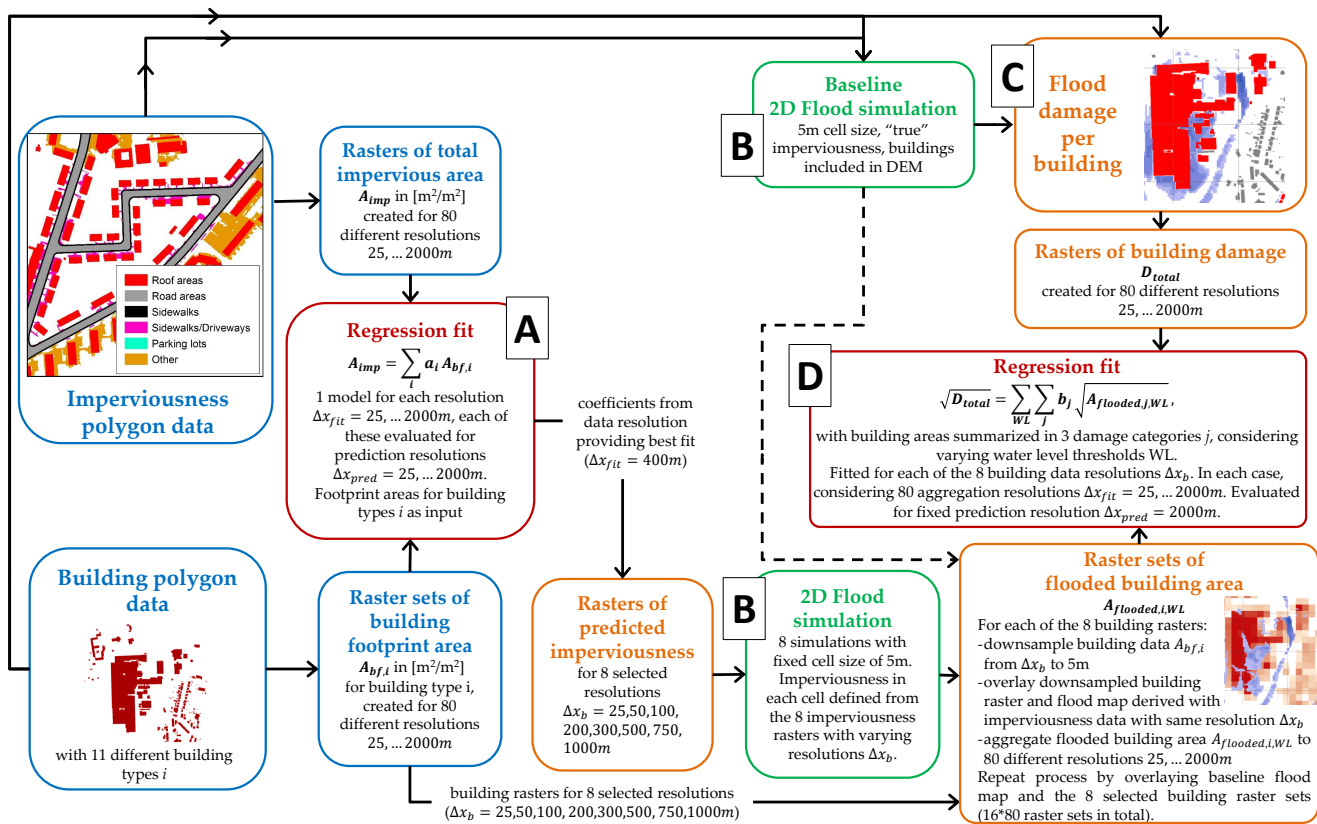 Roof areas
Road areas
Sidewalks
Sidewalks/Driveways
Parking lots
Other
Imperviousness
polygon data
Rasters of total
impervious area
A_imp in [m²/m²]
created for 80
different resolutions
25, … 2000m
A
Regression fit
A_imp = ∑_i a_i A_bf,i
1 model for each resolution
Δx_fit = 25, … 2000m, each of
these evaluated for
prediction resolutions
Δx_pred = 25, … 2000m.
Footprint areas for building
types i as input
coefficients from
data resolution
providing best fit
(Δx_fit = 400m)
Building polygon
data
with 11 different building
types i
Raster sets of
building
footprint area
A_bf,i in [m²/m²]
for building type i,
created for 80
different resolutions
25, … 2000m
Rasters of
predicted
imperviousness
for 8 selected
resolutions
Δx_b = 25,50,100,
200,300,500, 750,
1000m
building rasters for 8 selected resolutions
(Δx_b = 25,50,100, 200,300,500,750,1000m)
B
Baseline
2D Flood simulation
5m cell size, “true”
imperviousness, buildings
included in DEM
B
2D Flood
simulation
8 simulations with
fixed cell size of 5m.
Imperviousness in
each cell defined from
the 8 imperviousness
rasters with varying
resolutions Δx_b.
C
Flood
damage
per
building
Rasters of building damage
D_total
created for 80 different resolutions
25, … 2000m
D
Regression fit
√D_total = ∑_WL ∑_j b_j √A_flooded,j,WL,
with building areas summarized in 3 damage categories j, considering
varying water level thresholds WL.
Fitted for each of the 8 building data resolutions Δx_b. In each case,
considering 80 aggregation resolutions Δx_fit = 25, … 2000m. Evaluated
for fixed prediction resolution Δx_pred = 2000m.
Raster sets of
flooded building area
A_flooded,i,WL
For each of the 8 building rasters:
-downsample building data A_bf,i
from Δx_b to 5m
-overlay downsampled building
raster and flood map derived with
imperviousness data with same resolution Δx_b
-aggregate flooded building area A_flooded,i,WL to
80 different resolutions 25, … 2000m
Repeat process by overlaying baseline flood
map and the 8 selected building raster sets
(16*80 raster sets in total).